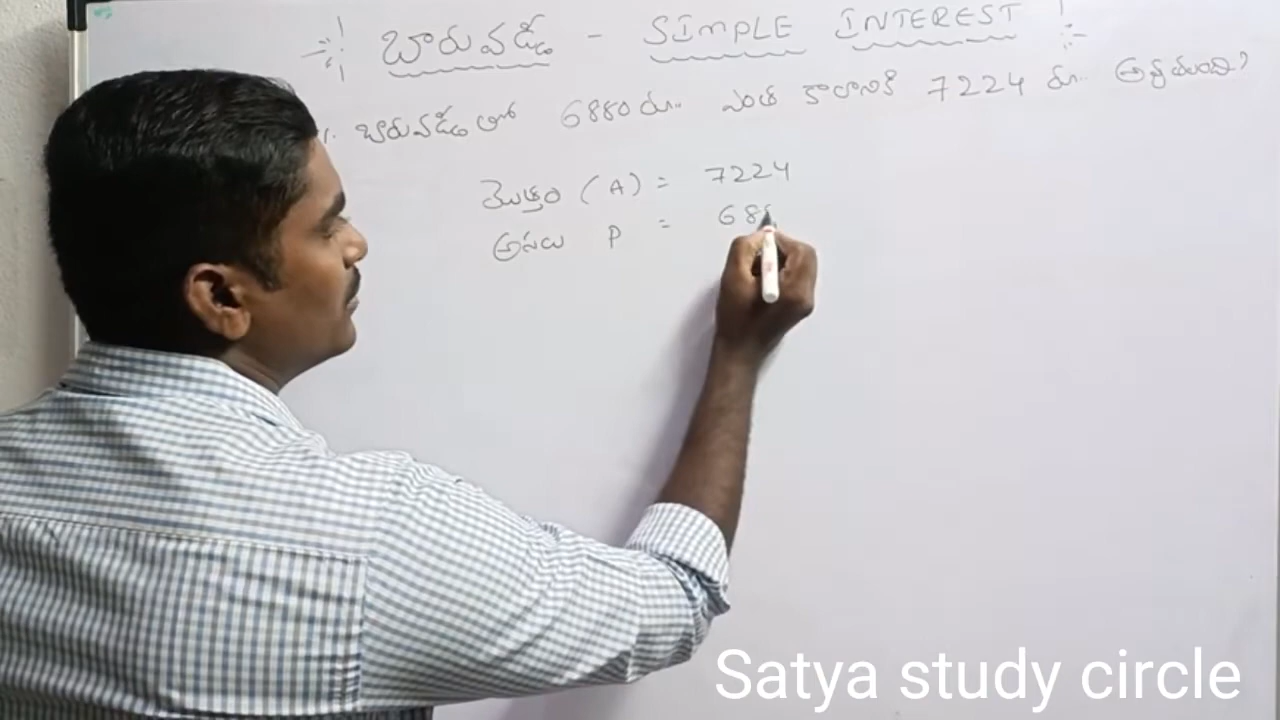 బారువడ్డీ - SIMPLE INTEREST
బారువడ్డీతో 6880 రూ.. ఎంత కాలానికి 7224 రూ.. అవుతుంది?
మొత్తం (A) = 7224
అసలు P = 68
Satya study circle